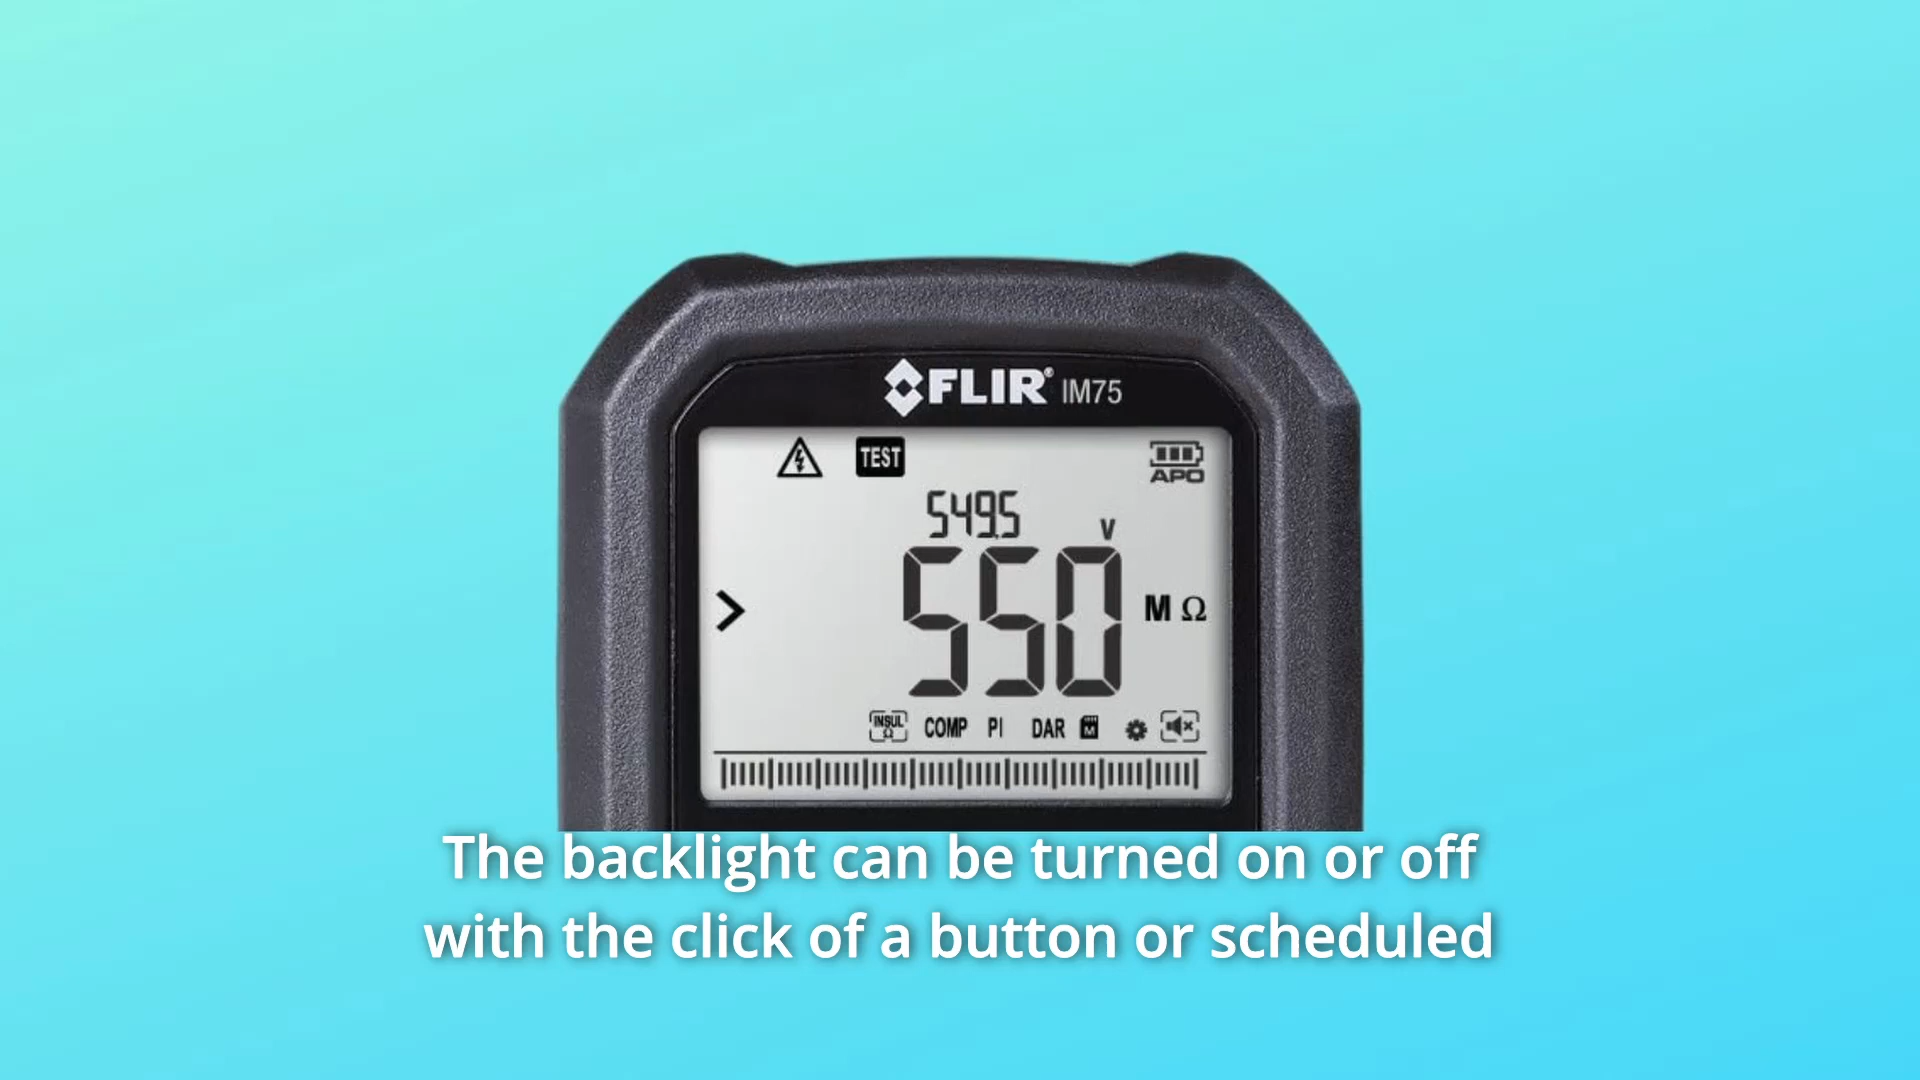 FLIR® IM75
TEST
APO
549.5 V
> 550 M Ω
INSUL Ω COMP PI DAR M
The backlight can be turned on or off
with the click of a button or scheduled